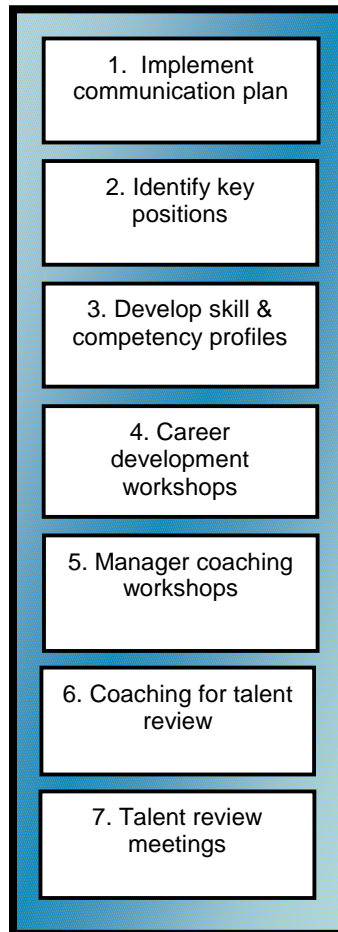 1. Implement
communication plan
2. Identify key
positions
3. Develop skill &
competency profiles
4. Career
development
workshops
5. Manager coaching
workshops
6. Coaching for talent
review
7. Talent review
meetings